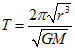 T = 2π√r³ / √GM